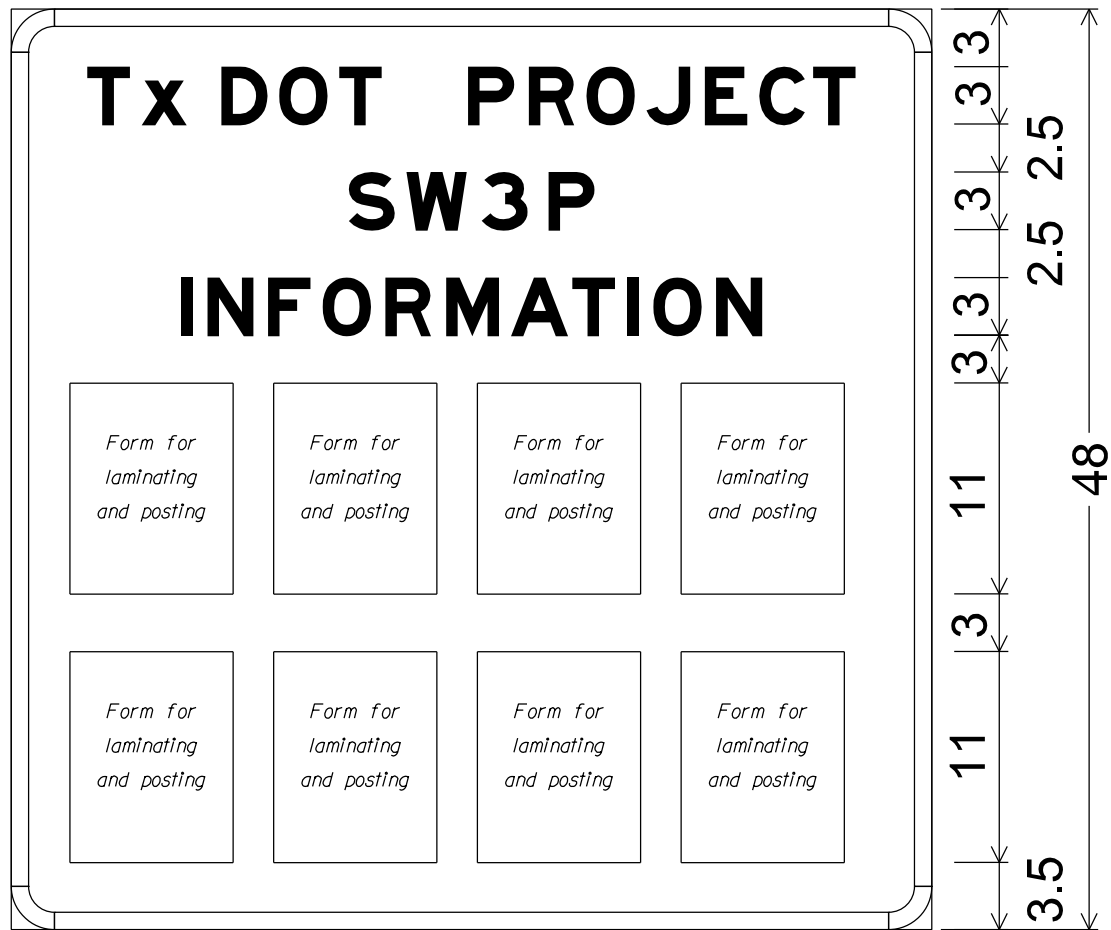 Tx DOT PROJECT
SW3P
INFORMATION
Form for
laminating
and posting
Form for
laminating
and posting
Form for
laminating
and posting
Form for
laminating
and posting
Form for
laminating
and posting
Form for
laminating
and posting
Form for
laminating
and posting
Form for
laminating
and posting
3
3
2.5
3
2.5
3
3
11
3
11
3.5
48